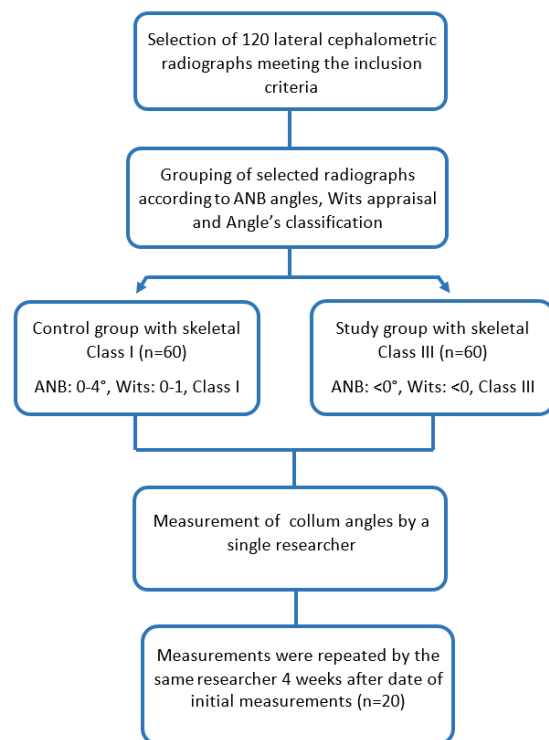 Selection of 120 lateral cephalometric
radiographs meeting the inclusion
criteria
Grouping of selected radiographs
according to ANB angles, Wits appraisal
and Angle’s classification
Control group with skeletal
Class I (n=60)
ANB: 0-4°, Wits: 0-1, Class I
Study group with skeletal
Class III (n=60)
ANB: <0°, Wits: <0, Class III
Measurement of collum angles by a
single researcher
Measurements were repeated by the
same researcher 4 weeks after date of
initial measurements (n=20)